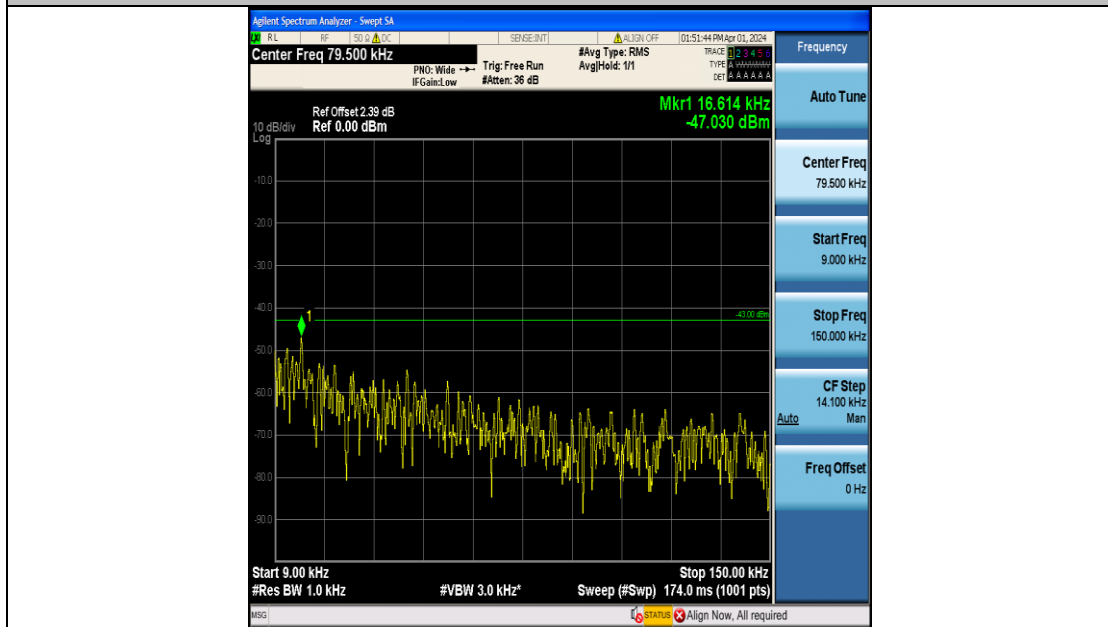 Agilent Spectrum Analyzer - Swept SA
RL RF 50 Ω DC SENSE:INT ALIGN OFF 01:51:44 PM Apr 01, 2024
Center Freq 79.500 kHz
PNO: Wide
IFGain:Low
Trig: Free Run
#Atten: 36 dB
#Avg Type: RMS
Avg|Hold: 1/1
TRACE 1 2 3 4 5 6
TYPE A WWWWW
DET A A A A A A
Mkr1 16.614 kHz
-47.030 dBm
Ref Offset 2.39 dB
10 dB/div Ref 0.00 dBm
Log
-10.0
-20.0
-30.0
-40.0
-43.00 dBm
1
-50.0
-60.0
-70.0
-80.0
-90.0
Start 9.00 kHz Stop 150.00 kHz
#Res BW 1.0 kHz #VBW 3.0 kHz* Sweep (#Swp) 174.0 ms (1001 pts)
MSG STATUS Align Now, All required
Frequency
Auto Tune
Center Freq
79.500 kHz
Start Freq
9.000 kHz
Stop Freq
150.000 kHz
CF Step
14.100 kHz
Auto Man
Freq Offset
0 Hz